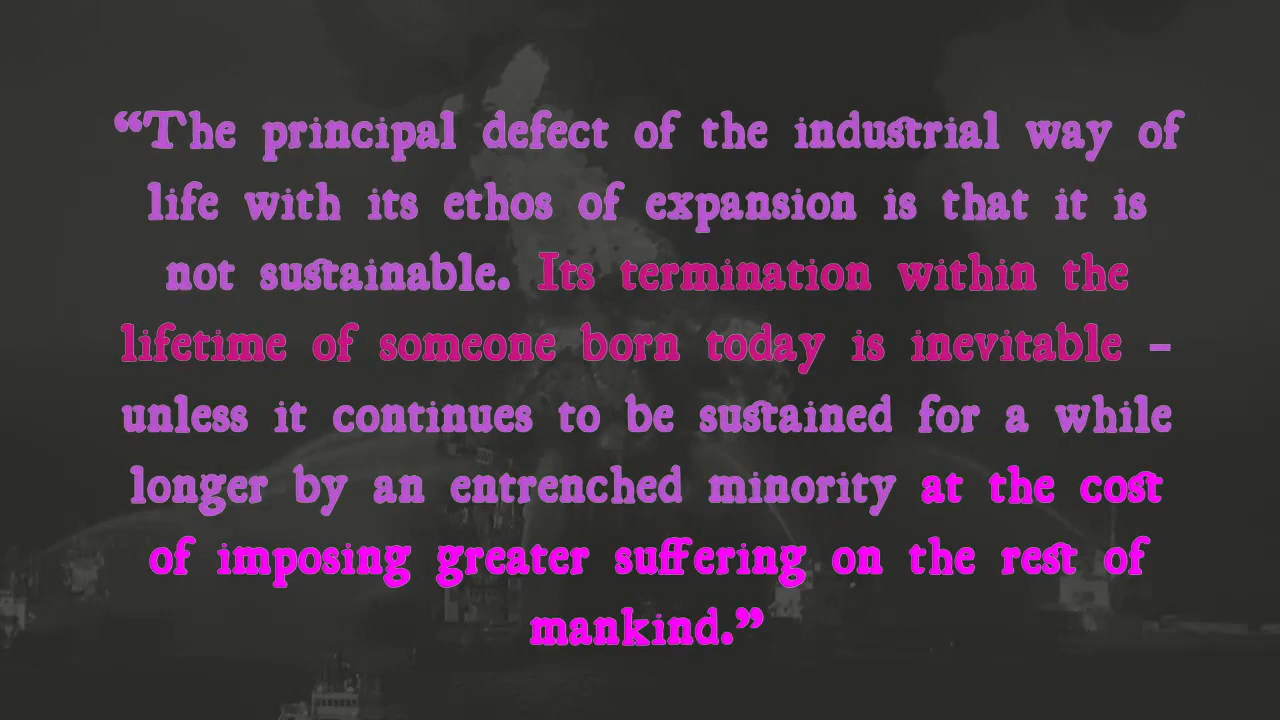 “The principal defect of the industrial way of
life with its ethos of expansion is that it is
not sustainable. Its termination within the
lifetime of someone born today is inevitable –
unless it continues to be sustained for a while
longer by an entrenched minority at the cost
of imposing greater suffering on the rest of
mankind.”